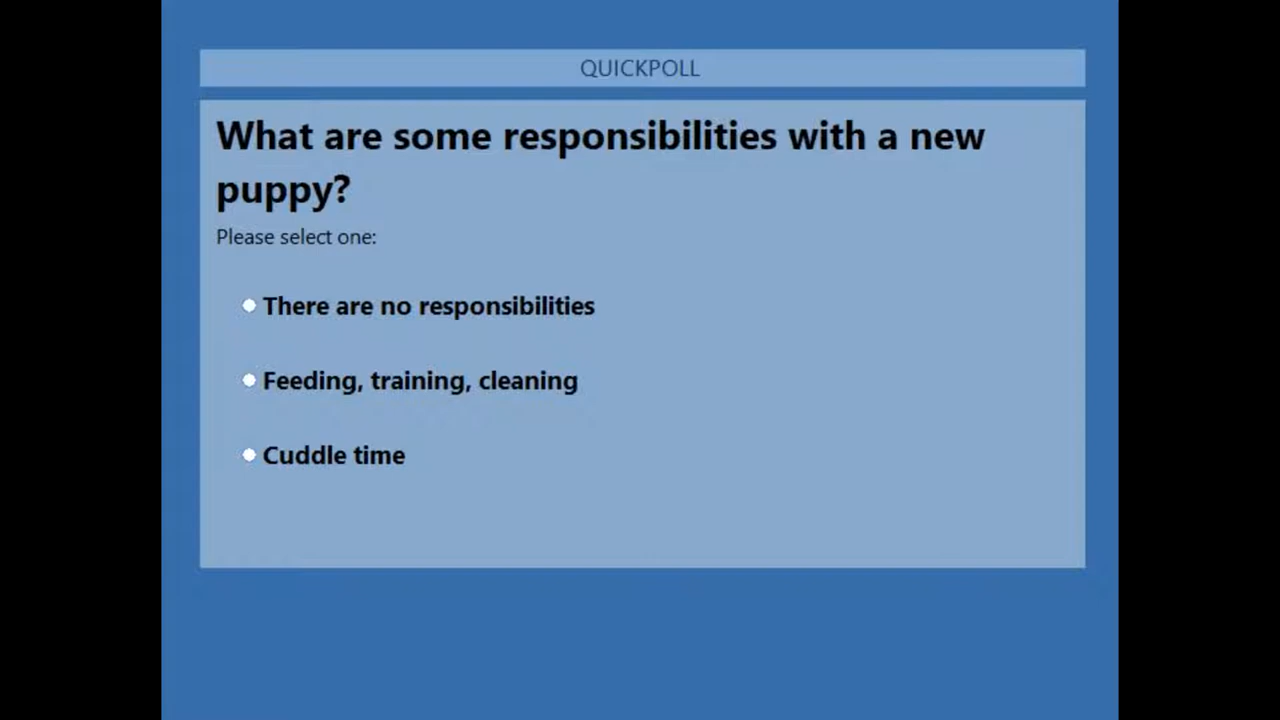 QUICKPOLL
What are some responsibilities with a new
puppy?
Please select one:
There are no responsibilities
Feeding, training, cleaning
Cuddle time